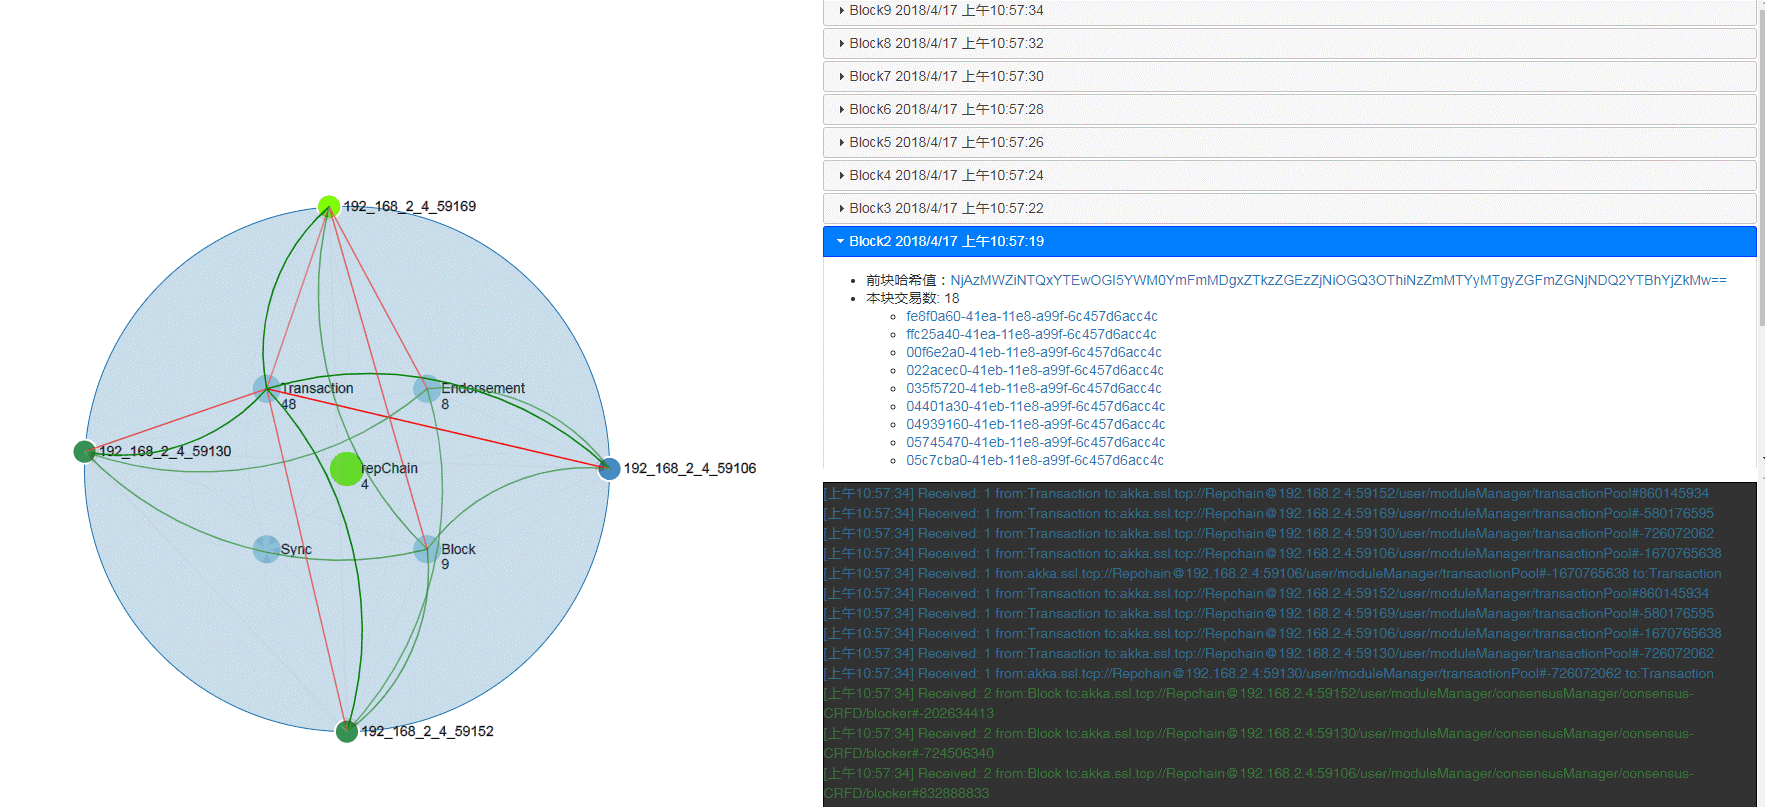 192_168_2_4_59169
Transaction
48
Endorsement
8
192_168_2_4_59130
repChain
4
192_168_2_4_59106
Sync
Block
9
192_168_2_4_59152
Block9 2018/4/17 上午10:57:34
Block8 2018/4/17 上午10:57:32
Block7 2018/4/17 上午10:57:30
Block6 2018/4/17 上午10:57:28
Block5 2018/4/17 上午10:57:26
Block4 2018/4/17 上午10:57:24
Block3 2018/4/17 上午10:57:22
Block2 2018/4/17 上午10:57:19
前块哈希值：NjAzMWZiNTQxYTEwOGI5YWM0YmFmMDgxZTkzZGEzZjNiOGQ3OThiNzZmMTYyMTgyZGFmZGNjNDQ2YTBhYjZkMw==
本块交易数: 18
fe8f0a60-41ea-11e8-a99f-6c457d6acc4c
ffc25a40-41ea-11e8-a99f-6c457d6acc4c
00f6e2a0-41eb-11e8-a99f-6c457d6acc4c
022acec0-41eb-11e8-a99f-6c457d6acc4c
035f5720-41eb-11e8-a99f-6c457d6acc4c
04401a30-41eb-11e8-a99f-6c457d6acc4c
04939160-41eb-11e8-a99f-6c457d6acc4c
05745470-41eb-11e8-a99f-6c457d6acc4c
05c7cba0-41eb-11e8-a99f-6c457d6acc4c
[上午10:57:34] Received: 1 from:Transaction to:akka.ssl.tcp://Repchain@192.168.2.4:59152/user/moduleManager/transactionPool#860145934
[上午10:57:34] Received: 1 from:Transaction to:akka.ssl.tcp://Repchain@192.168.2.4:59169/user/moduleManager/transactionPool#-580176595
[上午10:57:34] Received: 1 from:Transaction to:akka.ssl.tcp://Repchain@192.168.2.4:59130/user/moduleManager/transactionPool#-726072062
[上午10:57:34] Received: 1 from:Transaction to:akka.ssl.tcp://Repchain@192.168.2.4:59106/user/moduleManager/transactionPool#-1670765638
[上午10:57:34] Received: 1 from:akka.ssl.tcp://Repchain@192.168.2.4:59106/user/moduleManager/transactionPool#-1670765638 to:Transaction
[上午10:57:34] Received: 1 from:Transaction to:akka.ssl.tcp://Repchain@192.168.2.4:59152/user/moduleManager/transactionPool#860145934
[上午10:57:34] Received: 1 from:Transaction to:akka.ssl.tcp://Repchain@192.168.2.4:59169/user/moduleManager/transactionPool#-580176595
[上午10:57:34] Received: 1 from:Transaction to:akka.ssl.tcp://Repchain@192.168.2.4:59106/user/moduleManager/transactionPool#-1670765638
[上午10:57:34] Received: 1 from:Transaction to:akka.ssl.tcp://Repchain@192.168.2.4:59130/user/moduleManager/transactionPool#-726072062
[上午10:57:34] Received: 1 from:akka.ssl.tcp://Repchain@192.168.2.4:59130/user/moduleManager/transactionPool#-726072062 to:Transaction
[上午10:57:34] Received: 2 from:Block to:akka.ssl.tcp://Repchain@192.168.2.4:59152/user/moduleManager/consensusManager/consensus-
CRFD/blocker#-202634413
[上午10:57:34] Received: 2 from:Block to:akka.ssl.tcp://Repchain@192.168.2.4:59130/user/moduleManager/consensusManager/consensus-
CRFD/blocker#-724506340
[上午10:57:34] Received: 2 from:Block to:akka.ssl.tcp://Repchain@192.168.2.4:59106/user/moduleManager/consensusManager/consensus-
CRFD/blocker#832888833